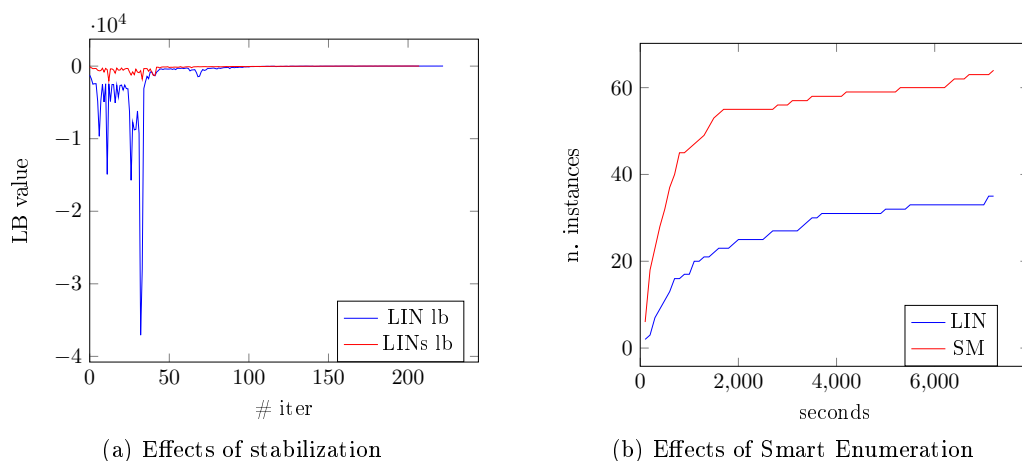 ·10^4
0
−1
−2
−3
−4
LB value
0 50 100 150 200
# iter
LIN lb
LINs lb
(a) Effects of stabilization
60
40
20
0
n. instances
0 2,000 4,000 6,000
seconds
LIN
SM
(b) Effects of Smart Enumeration